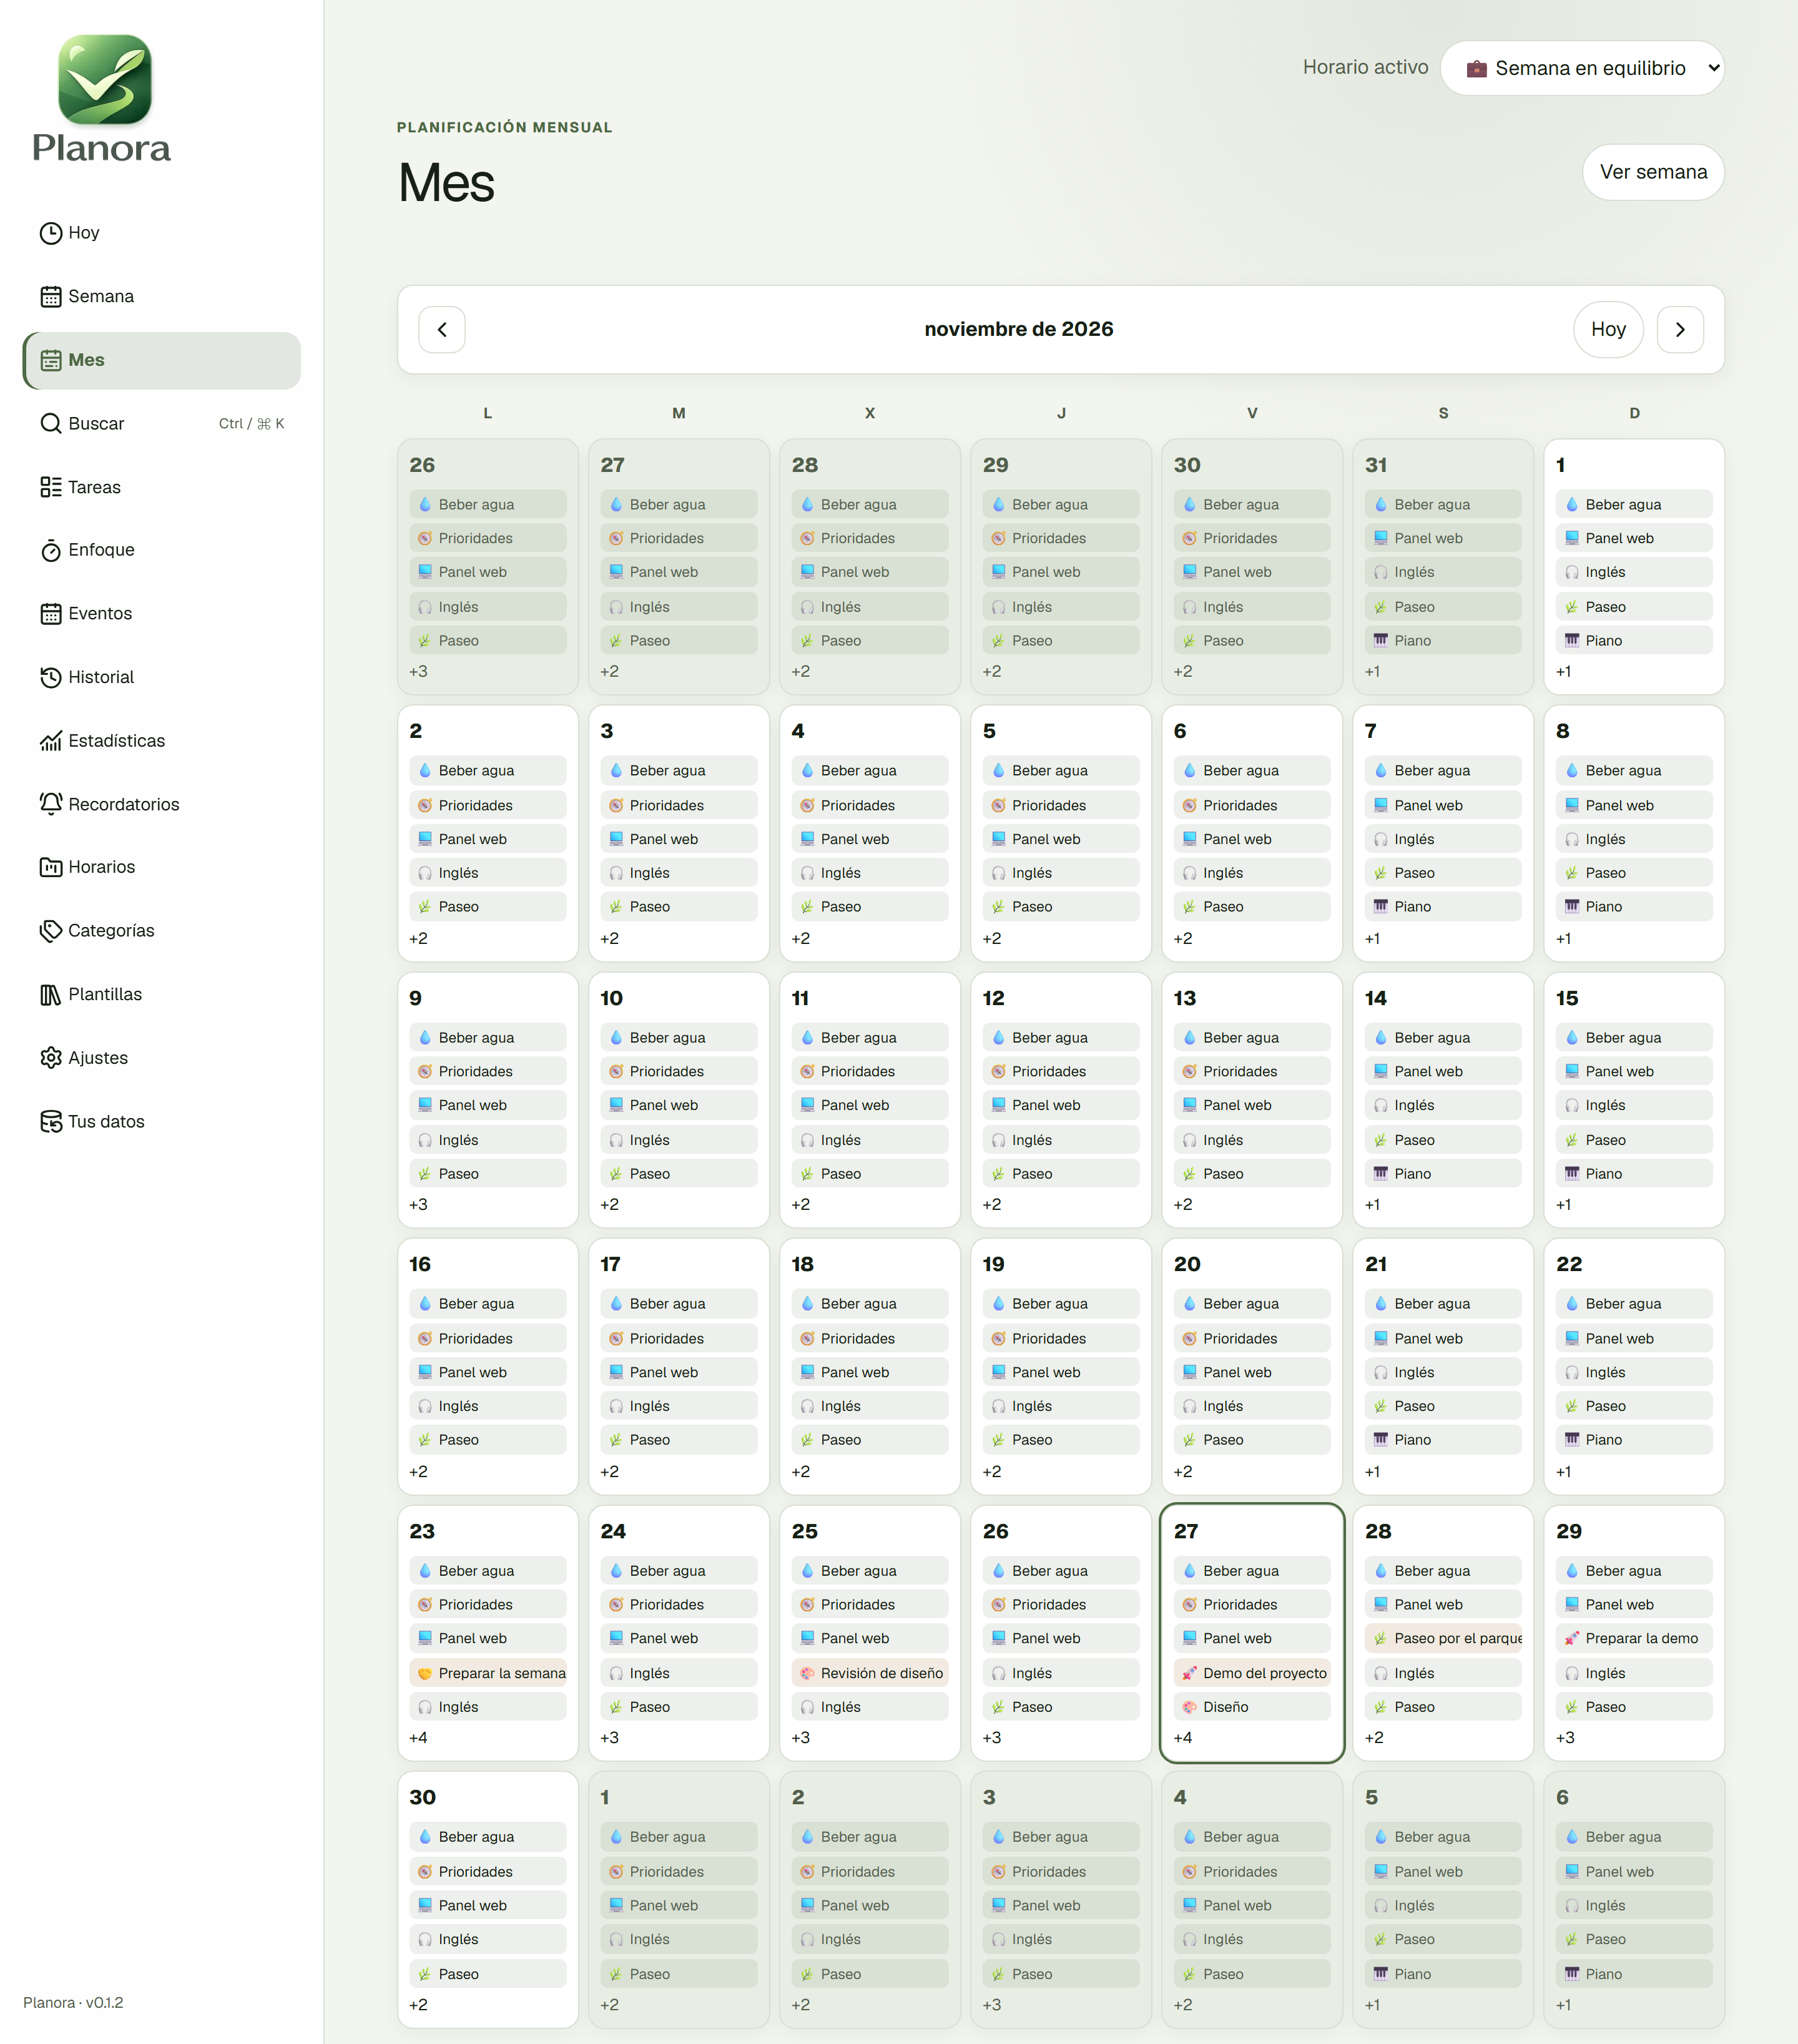 Planora
Hoy
Semana
Mes
Buscar Ctrl / ⌘ K
Tareas
Enfoque
Eventos
Historial
Estadísticas
Recordatorios
Horarios
Categorías
Plantillas
Ajustes
Tus datos
Planora · v0.1.2
Horario activo Semana en equilibrio
PLANIFICACIÓN MENSUAL
Mes
Ver semana
noviembre de 2026
Hoy
L M X J V S D
26 27 28 29 30 31 1
Beber agua Beber agua Beber agua Beber agua Beber agua Beber agua Beber agua
Prioridades Prioridades Prioridades Prioridades Prioridades Panel web Panel web
Panel web Panel web Panel web Panel web Panel web Inglés Inglés
Inglés Inglés Inglés Inglés Inglés Paseo Paseo
Paseo Paseo Paseo Paseo Paseo Piano Piano
+3 +2 +2 +2 +2 +1 +1
2 3 4 5 6 7 8
Beber agua Beber agua Beber agua Beber agua Beber agua Beber agua Beber agua
Prioridades Prioridades Prioridades Prioridades Prioridades Panel web Panel web
Panel web Panel web Panel web Panel web Panel web Inglés Inglés
Inglés Inglés Inglés Inglés Inglés Paseo Paseo
Paseo Paseo Paseo Paseo Paseo Piano Piano
+2 +2 +2 +2 +2 +1 +1
9 10 11 12 13 14 15
Beber agua Beber agua Beber agua Beber agua Beber agua Beber agua Beber agua
Prioridades Prioridades Prioridades Prioridades Prioridades Panel web Panel web
Panel web Panel web Panel web Panel web Panel web Inglés Inglés
Inglés Inglés Inglés Inglés Inglés Paseo Paseo
Paseo Paseo Paseo Paseo Paseo Piano Piano
+3 +2 +2 +2 +2 +1 +1
16 17 18 19 20 21 22
Beber agua Beber agua Beber agua Beber agua Beber agua Beber agua Beber agua
Prioridades Prioridades Prioridades Prioridades Prioridades Panel web Panel web
Panel web Panel web Panel web Panel web Panel web Inglés Inglés
Inglés Inglés Inglés Inglés Inglés Paseo Paseo
Paseo Paseo Paseo Paseo Paseo Piano Piano
+2 +2 +2 +2 +2 +1 +1
23 24 25 26 27 28 29
Beber agua Beber agua Beber agua Beber agua Beber agua Beber agua Beber agua
Prioridades Prioridades Prioridades Prioridades Prioridades Panel web Panel web
Panel web Panel web Panel web Panel web Panel web Paseo por el parque Preparar la demo
Preparar la semana Inglés Revisión de diseño Inglés Demo del proyecto Inglés Inglés
Inglés Paseo Inglés Paseo Diseño Paseo Paseo
+4 +3 +3 +3 +4 +2 +3
30 1 2 3 4 5 6
Beber agua Beber agua Beber agua Beber agua Beber agua Beber agua Beber agua
Prioridades Prioridades Prioridades Prioridades Prioridades Panel web Panel web
Panel web Panel web Panel web Panel web Panel web Inglés Inglés
Inglés Inglés Inglés Inglés Inglés Paseo Paseo
Paseo Paseo Paseo Paseo Paseo Piano Piano
+2 +2 +2 +3 +2 +1 +1